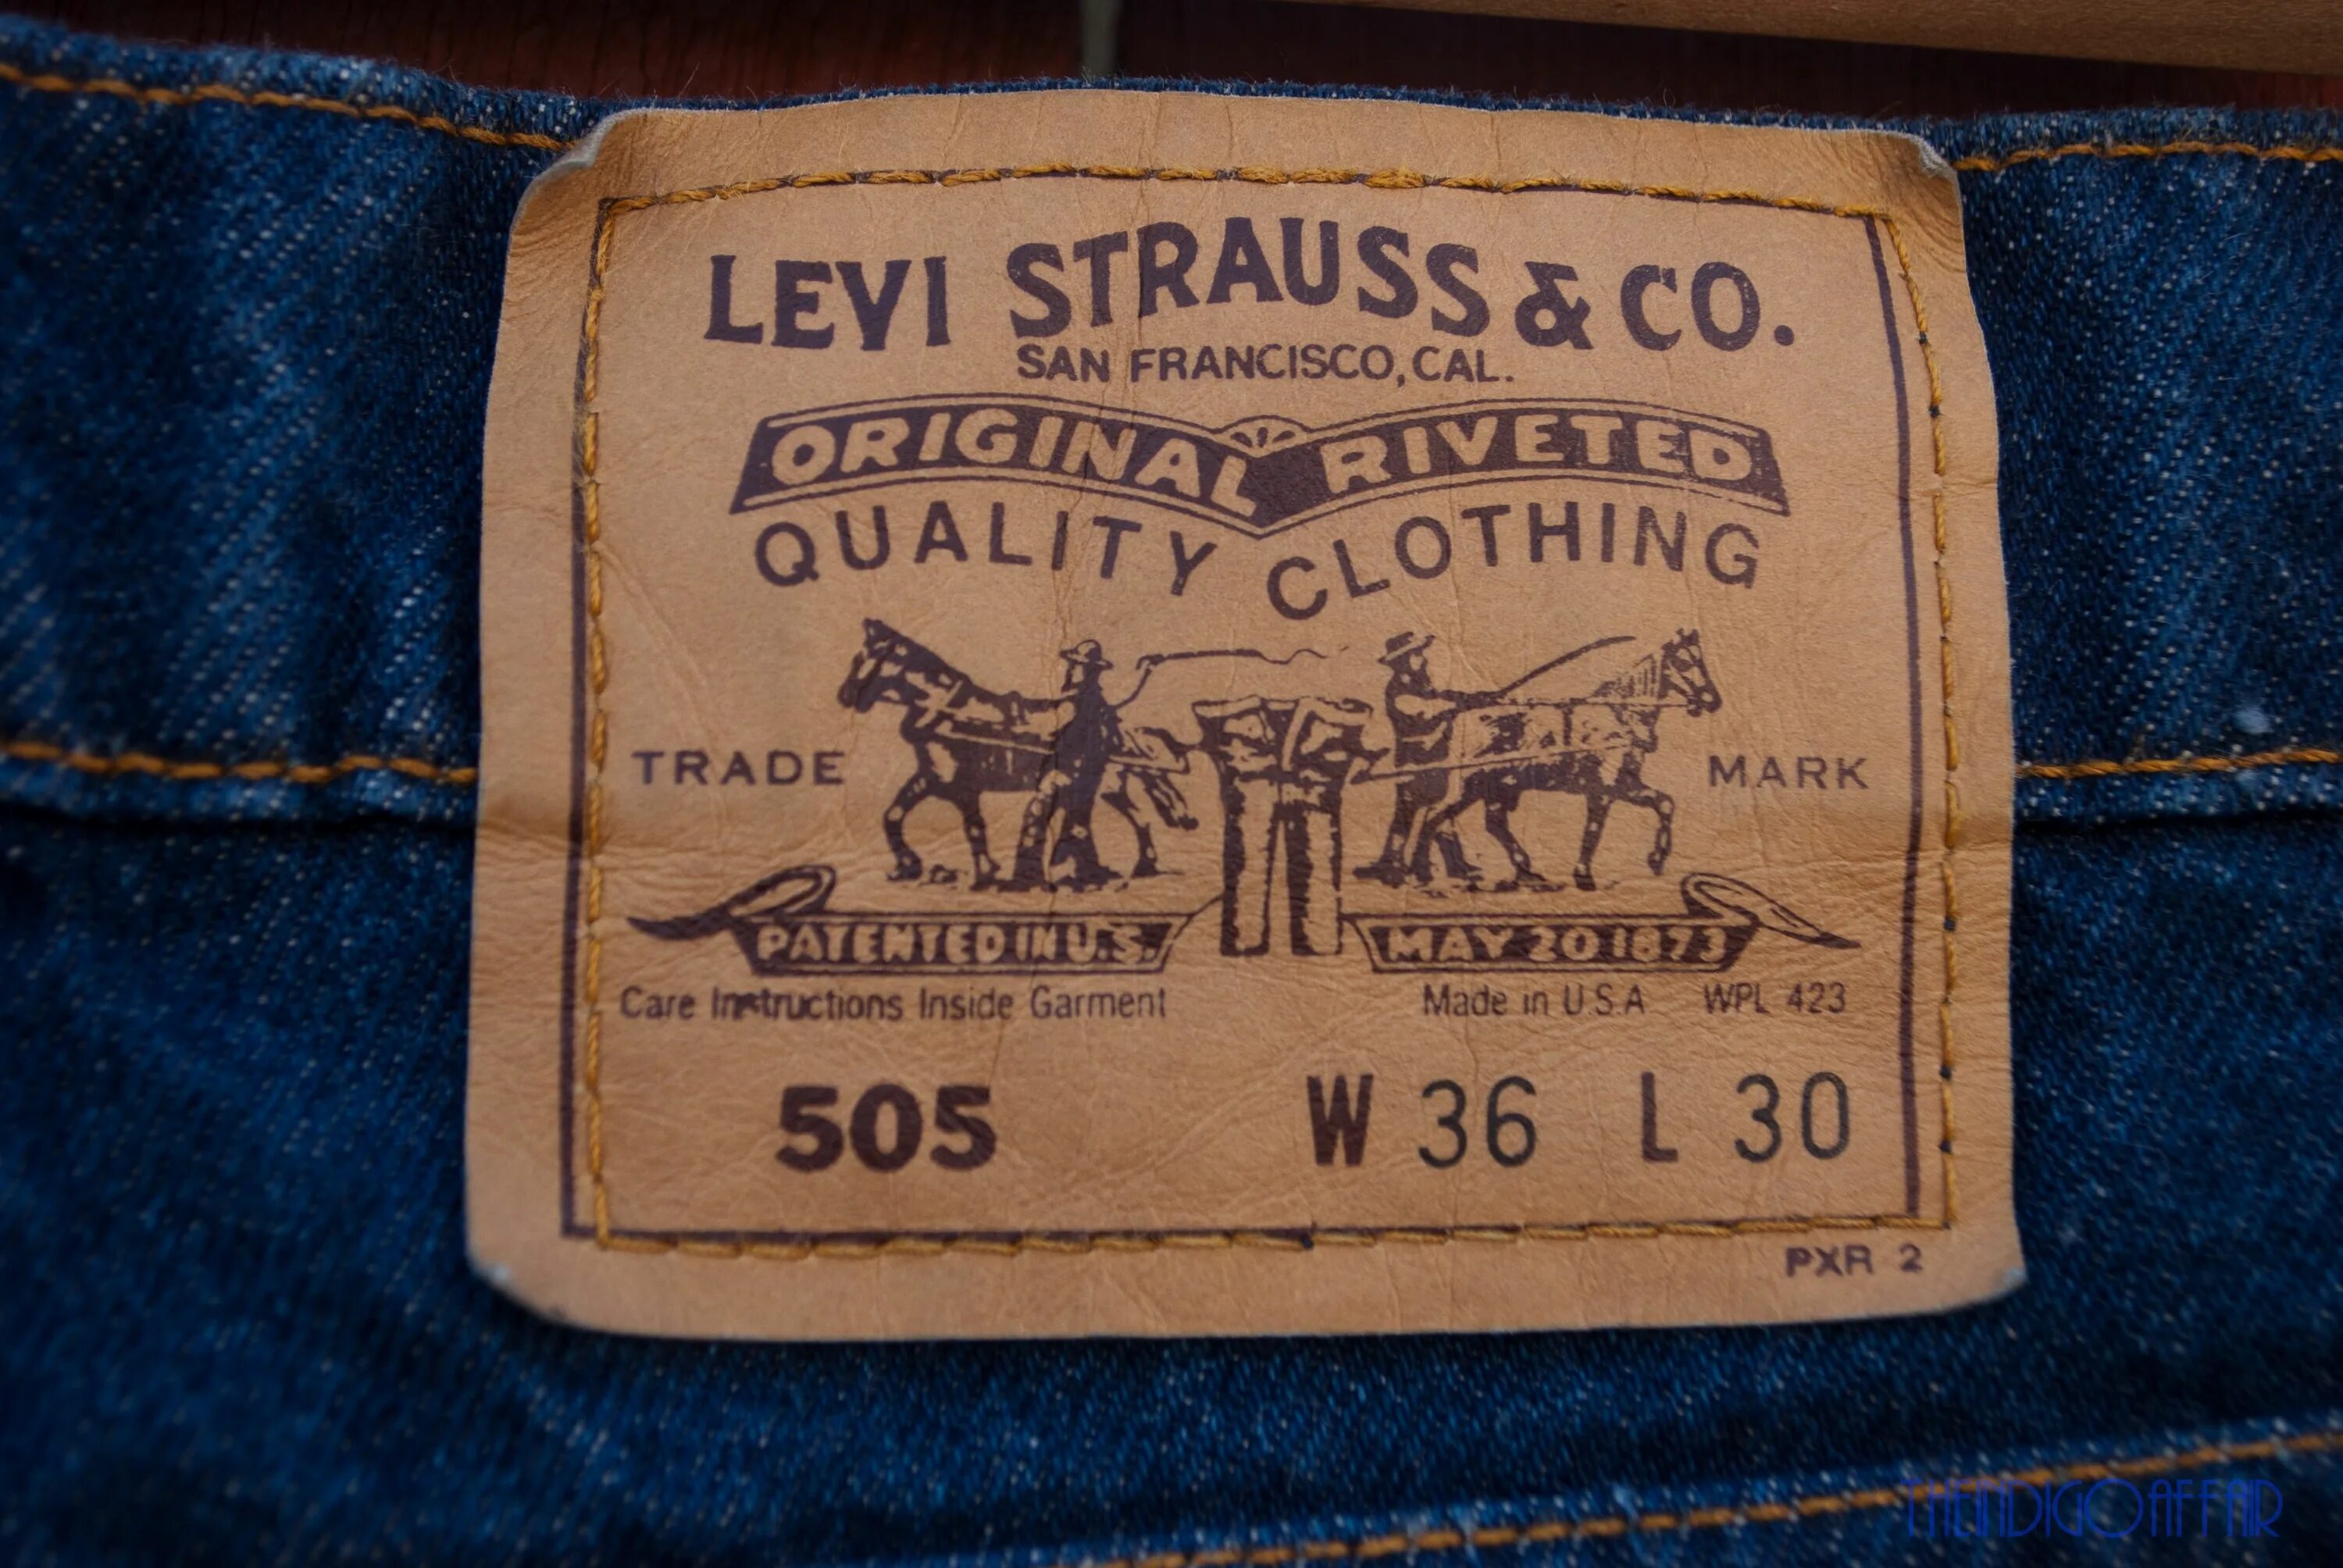 LEVI STRAUSS & CO.
SAN FRANCISCO, CAL.
ORIGINAL RIVETED
QUALITY CLOTHING
TRADE MARK
PATENTED IN U.S. MAY 20 1873
Care Instructions Inside Garment Made in U.S.A WPL 423
505 W 36 L 30
PXR 2
THEINDIGOAFFAIR